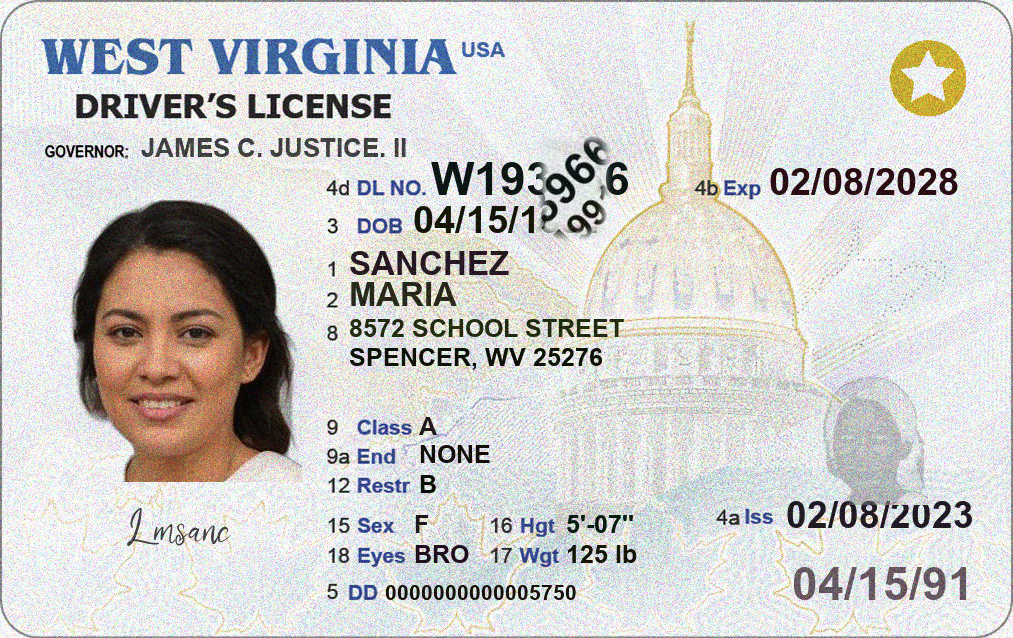 WEST VIRGINIA USA
DRIVER'S LICENSE
GOVERNOR: JAMES C. JUSTICE. II
4d DL NO.
4b Exp 02/08/2028
3 DOB
1 SANCHEZ
2 MARIA
8 8572 SCHOOL STREET
SPENCER, WV 25276
9 Class A
9a End NONE
12 Restr B
15 Sex F 16 Hgt 5'-07"
18 Eyes BRO 17 Wgt 125 lb
5 DD 0000000000005750
4a Iss 02/08/2023
04/15/91
Lmsanc